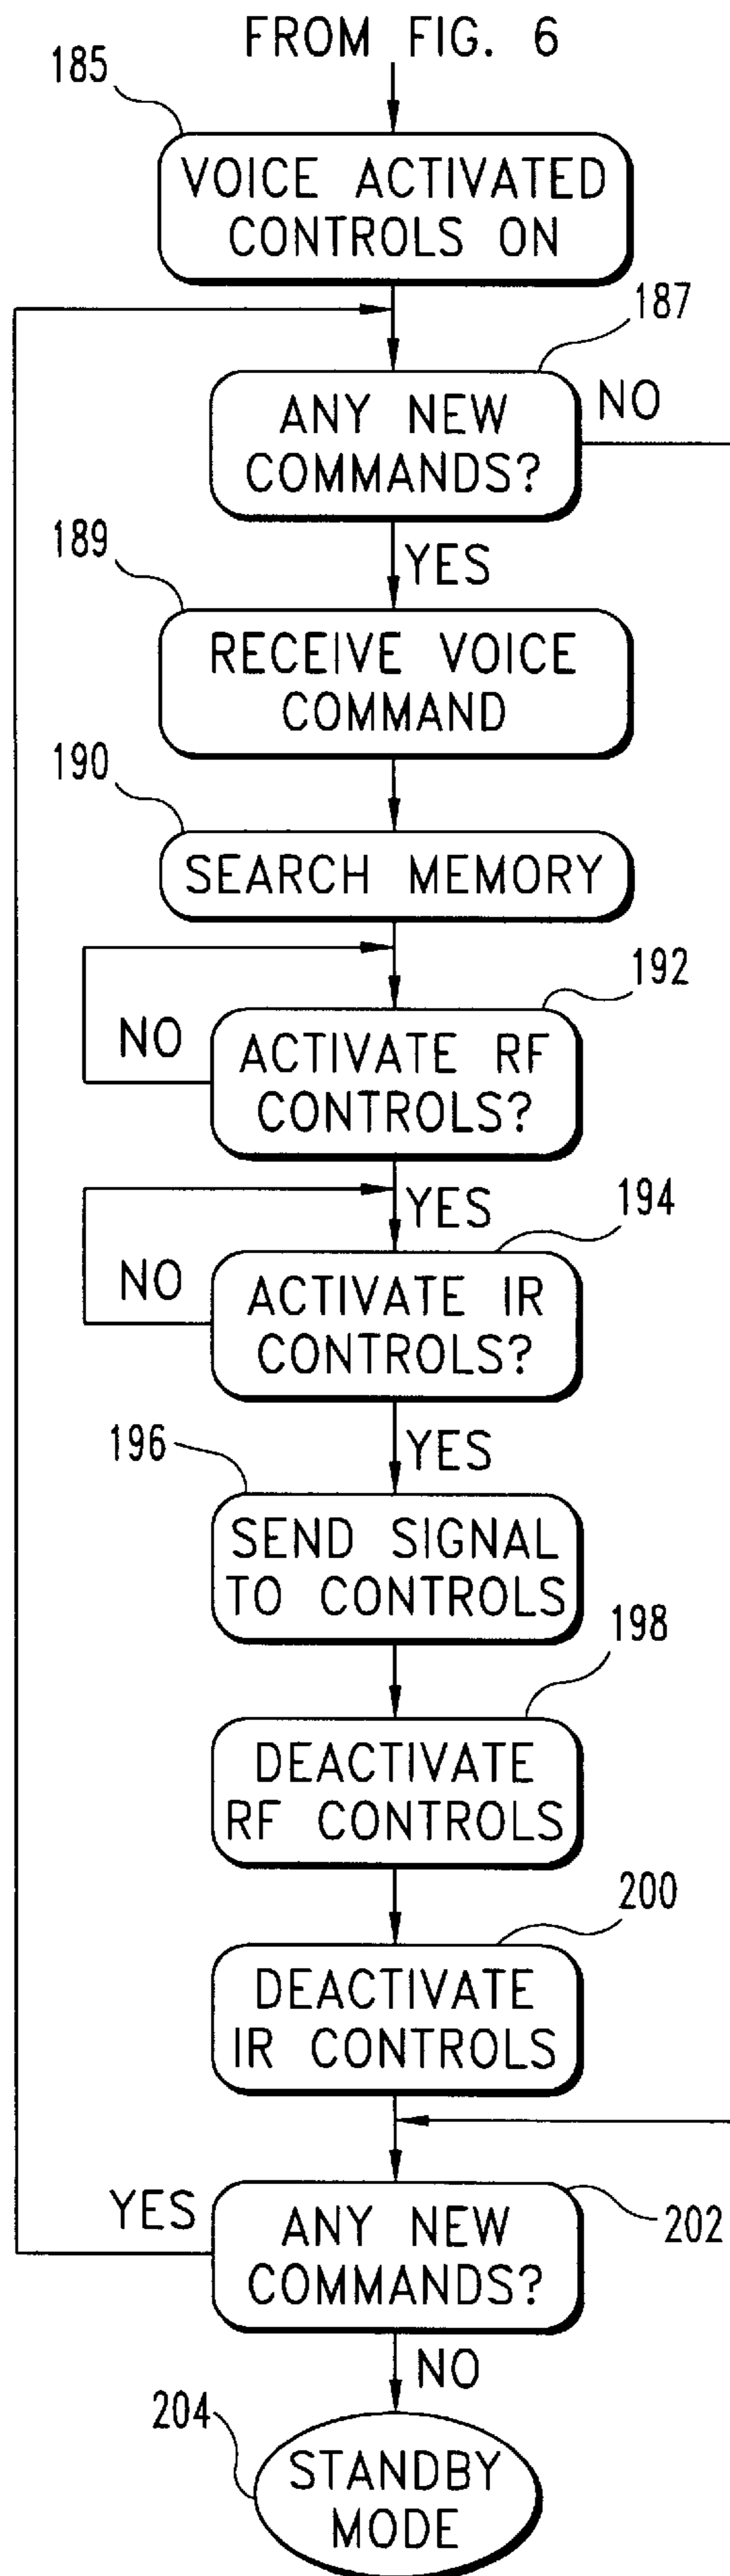 FROM FIG. 6
185
VOICE ACTIVATED
CONTROLS ON
187
ANY NEW
COMMANDS?
NO
YES
189
RECEIVE VOICE
COMMAND
190
SEARCH MEMORY
192
NO
ACTIVATE RF
CONTROLS?
YES
194
NO
ACTIVATE IR
CONTROLS?
YES
196
SEND SIGNAL
TO CONTROLS
198
DEACTIVATE
RF CONTROLS
200
DEACTIVATE
IR CONTROLS
YES
ANY NEW
COMMANDS?
202
NO
204
STANDBY
MODE